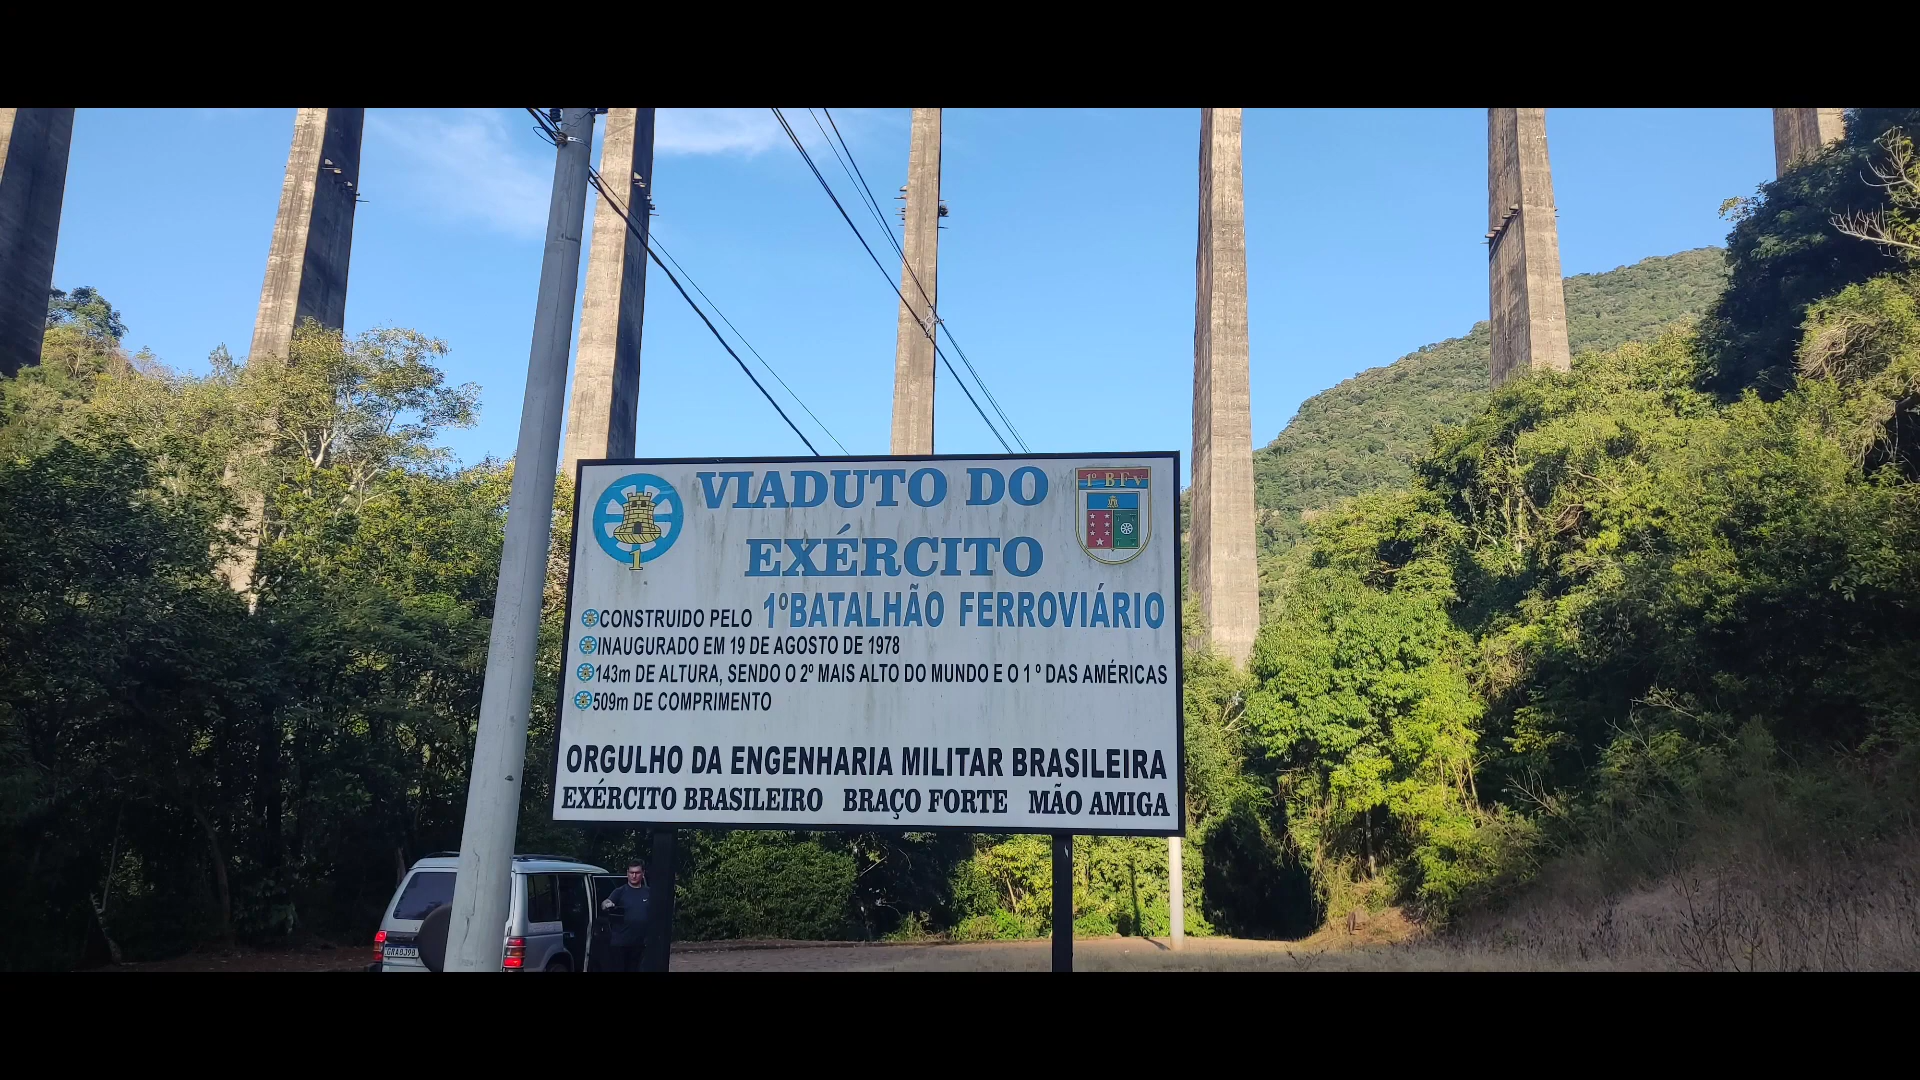 VIADUTO DO
EXÉRCITO
1
1º BFv
CONSTRUIDO PELO 1ºBATALHÃO FERROVIÁRIO
INAUGURADO EM 19 DE AGOSTO DE 1978
143m DE ALTURA, SENDO O 2º MAIS ALTO DO MUNDO E O 1º DAS AMÉRICAS
509m DE COMPRIMENTO
ORGULHO DA ENGENHARIA MILITAR BRASILEIRA
EXÉRCITO BRASILEIRO BRAÇO FORTE MÃO AMIGA